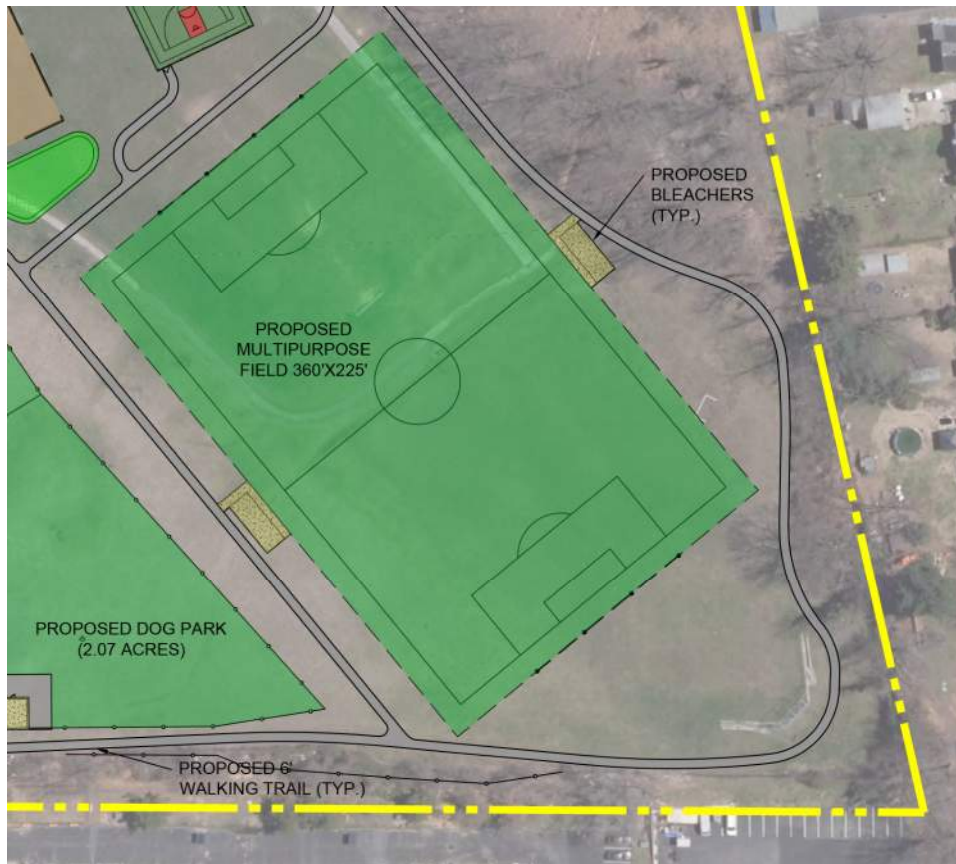 PROPOSED
BLEACHERS
(TYP.)
PROPOSED
MULTIPURPOSE
FIELD 360'X225'
PROPOSED DOG PARK
(2.07 ACRES)
PROPOSED 6'
WALKING TRAIL (TYP.)